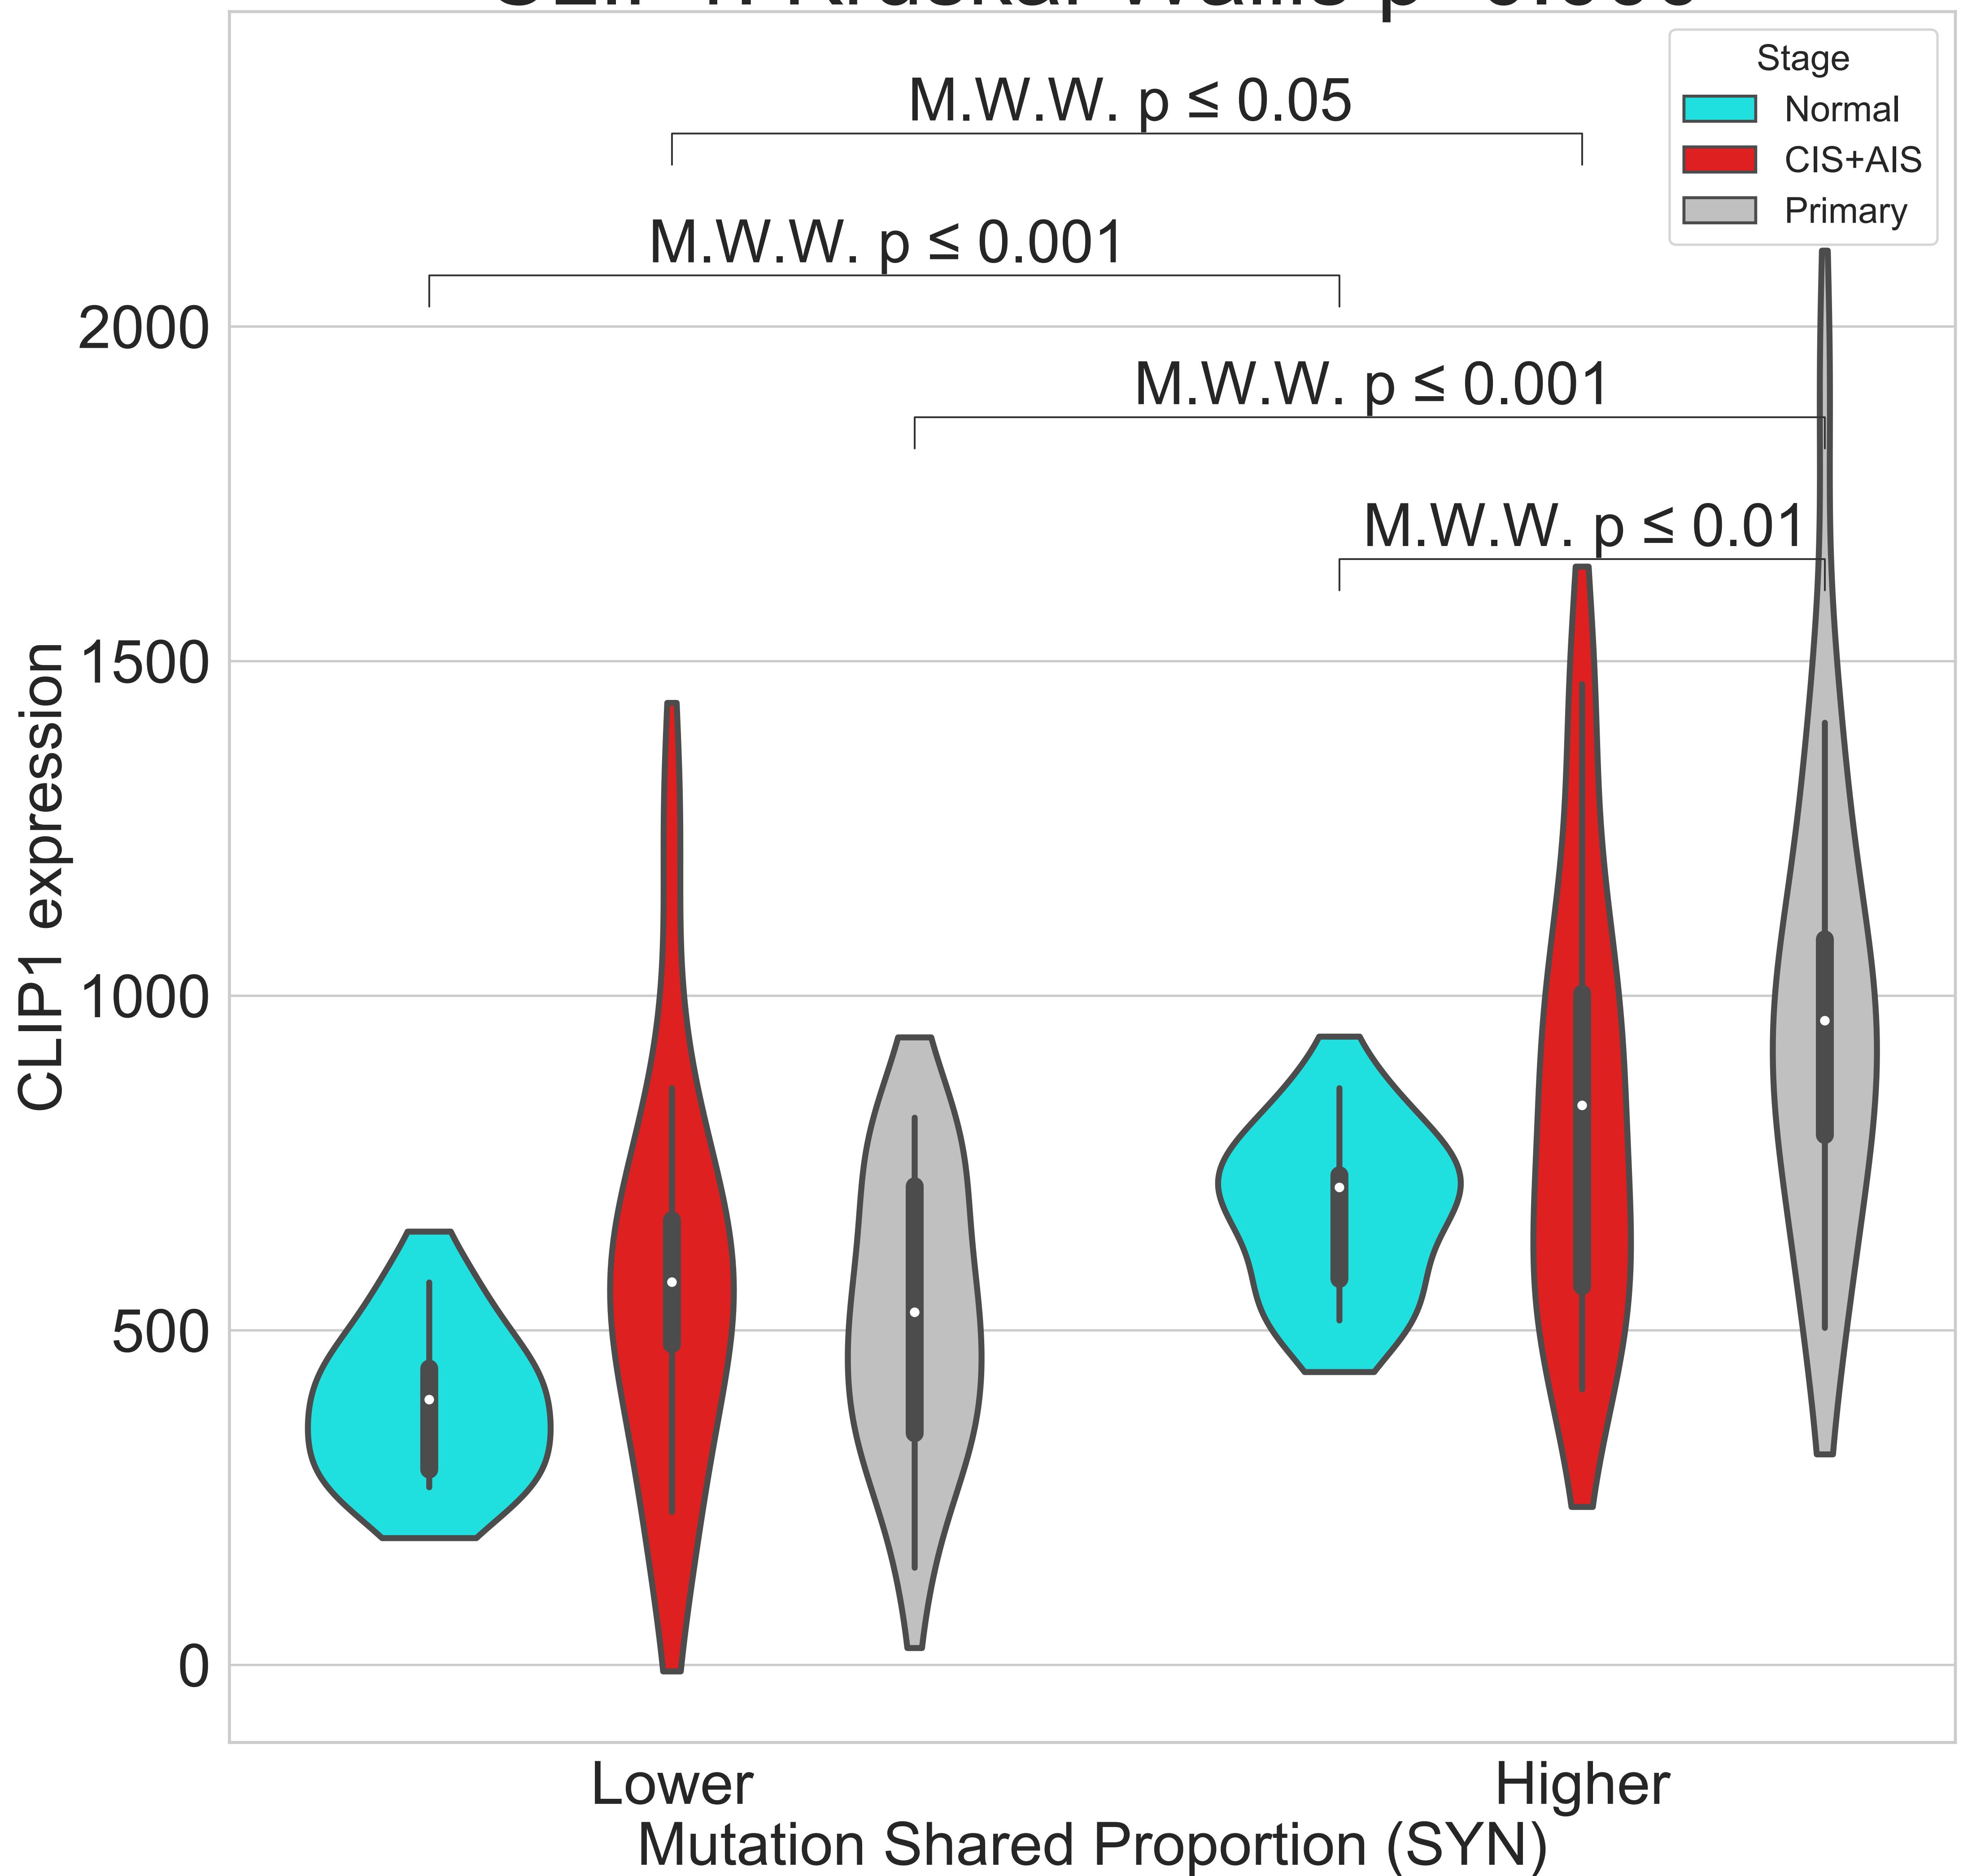 Stage
Normal
CIS+AIS
Primary
M.W.W. p ≤ 0.05
M.W.W. p ≤ 0.001
M.W.W. p ≤ 0.001
M.W.W. p ≤ 0.01
2000
1500
1000
500
0
CLIP1 expression
Lower
Higher
Mutation Shared Proportion (SYN)